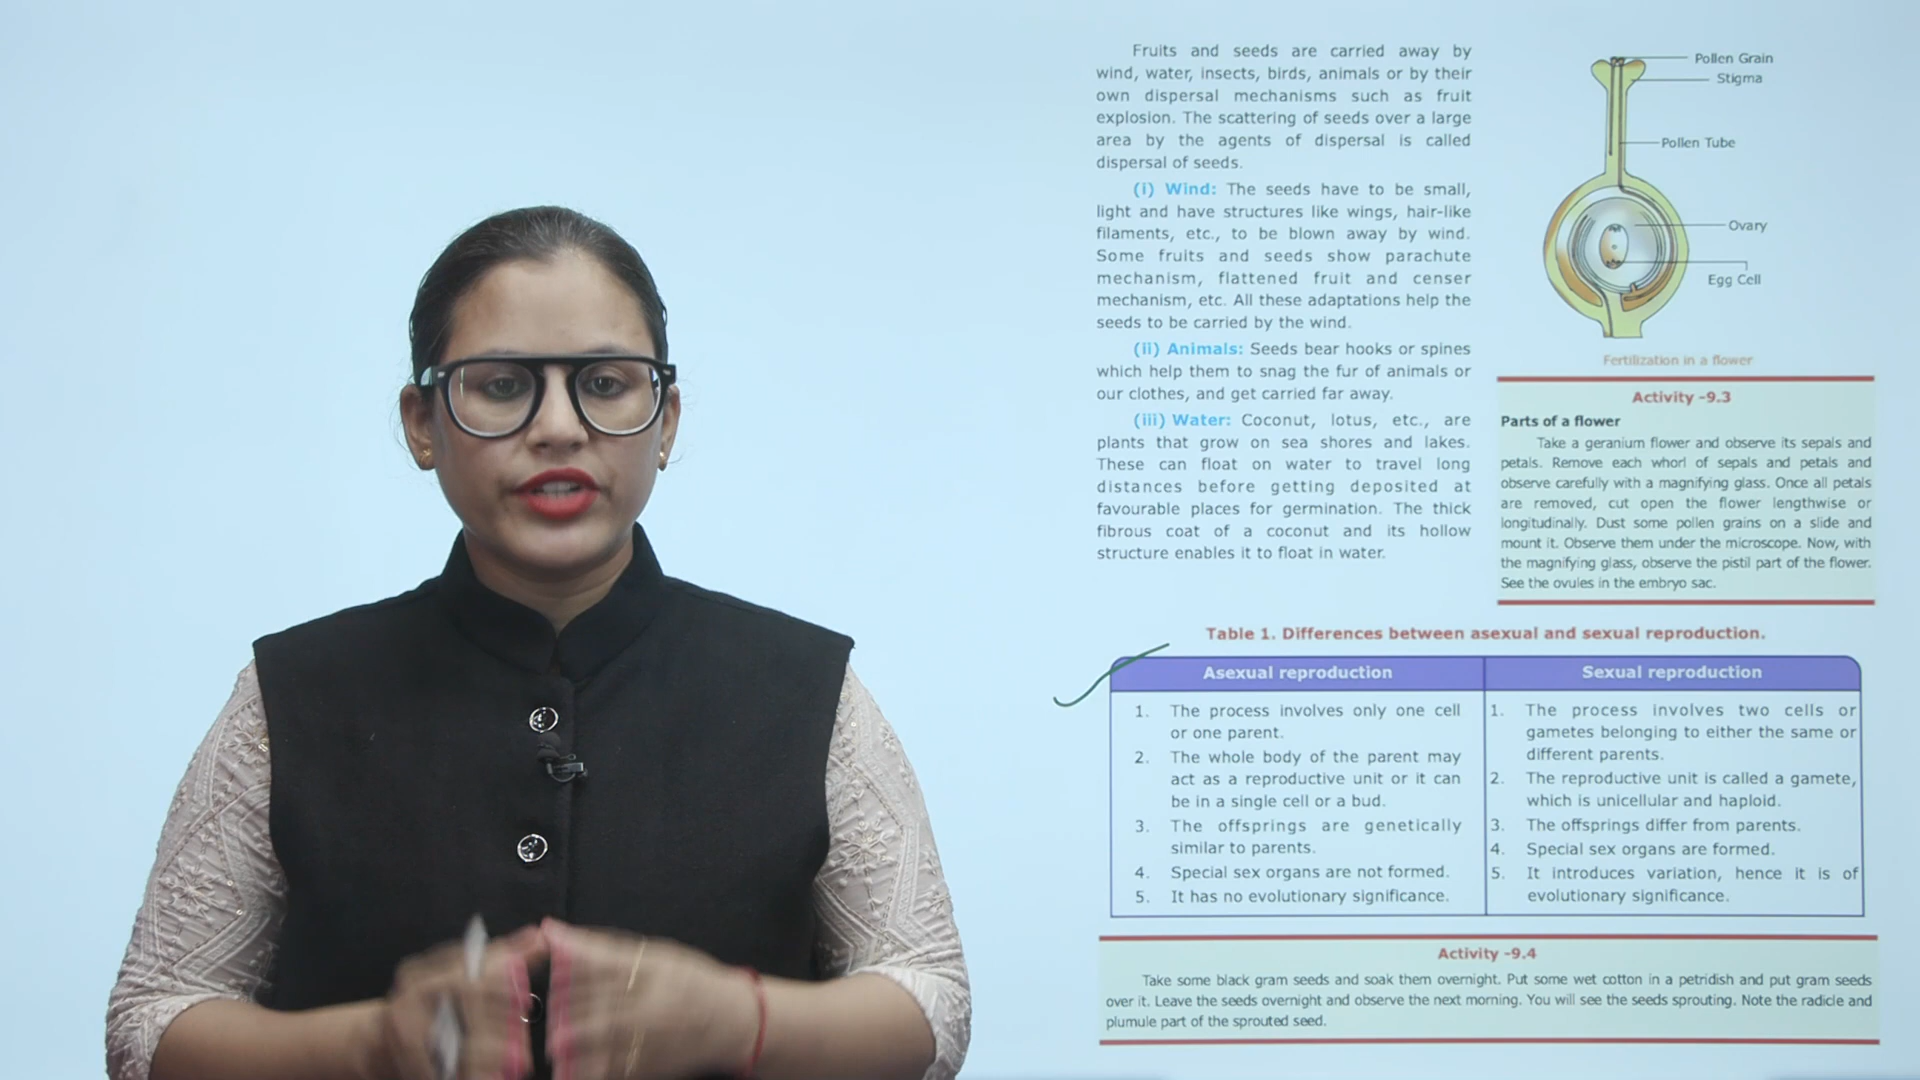 Fruits and seeds are carried away by
wind, water, insects, birds, animals or by their
own dispersal mechanisms such as fruit
explosion. The scattering of seeds over a large
area by the agents of dispersal is called
dispersal of seeds.
(i) Wind: The seeds have to be small,
light and have structures like wings, hair-like
filaments, etc., to be blown away by wind.
Some fruits and seeds show parachute
mechanism, flattened fruit and censer
mechanism, etc. All these adaptations help the
seeds to be carried by the wind.
(ii) Animals: Seeds bear hooks or spines
which help them to snag the fur of animals or
our clothes, and get carried far away.
(iii) Water: Coconut, lotus, etc., are
plants that grow on sea shores and lakes.
These can float on water to travel long
distances before getting deposited at
favourable places for germination. The thick
fibrous coat of a coconut and its hollow
structure enables it to float in water.
Pollen Grain
Stigma
Pollen Tube
Ovary
Egg Cell
Fertilization in a flower
Activity -9.3
Parts of a flower
Take a geranium flower and observe its sepals and
petals. Remove each whorl of sepals and petals and
observe carefully with a magnifying glass. Once all petals
are removed, cut open the flower lengthwise or
longitudinally. Dust some pollen grains on a slide and
mount it. Observe them under the microscope. Now, with
the magnifying glass, observe the pistil part of the flower.
See the ovules in the embryo sac.
Table 1. Differences between asexual and sexual reproduction.
Asexual reproduction
1. The process involves only one cell
or one parent.
2. The whole body of the parent may
act as a reproductive unit or it can
be in a single cell or a bud.
3. The offsprings are genetically
similar to parents.
4. Special sex organs are not formed.
5. It has no evolutionary significance.
Sexual reproduction
1. The process involves two cells or
gametes belonging to either the same or
different parents.
2. The reproductive unit is called a gamete,
which is unicellular and haploid.
3. The offsprings differ from parents.
4. Special sex organs are formed.
5. It introduces variation, hence it is of
evolutionary significance.
Activity -9.4
Take some black gram seeds and soak them overnight. Put some wet cotton in a petridish and put gram seeds
over it. Leave the seeds overnight and observe the next morning. You will see the seeds sprouting. Note the radicle and
plumule part of the sprouted seed.